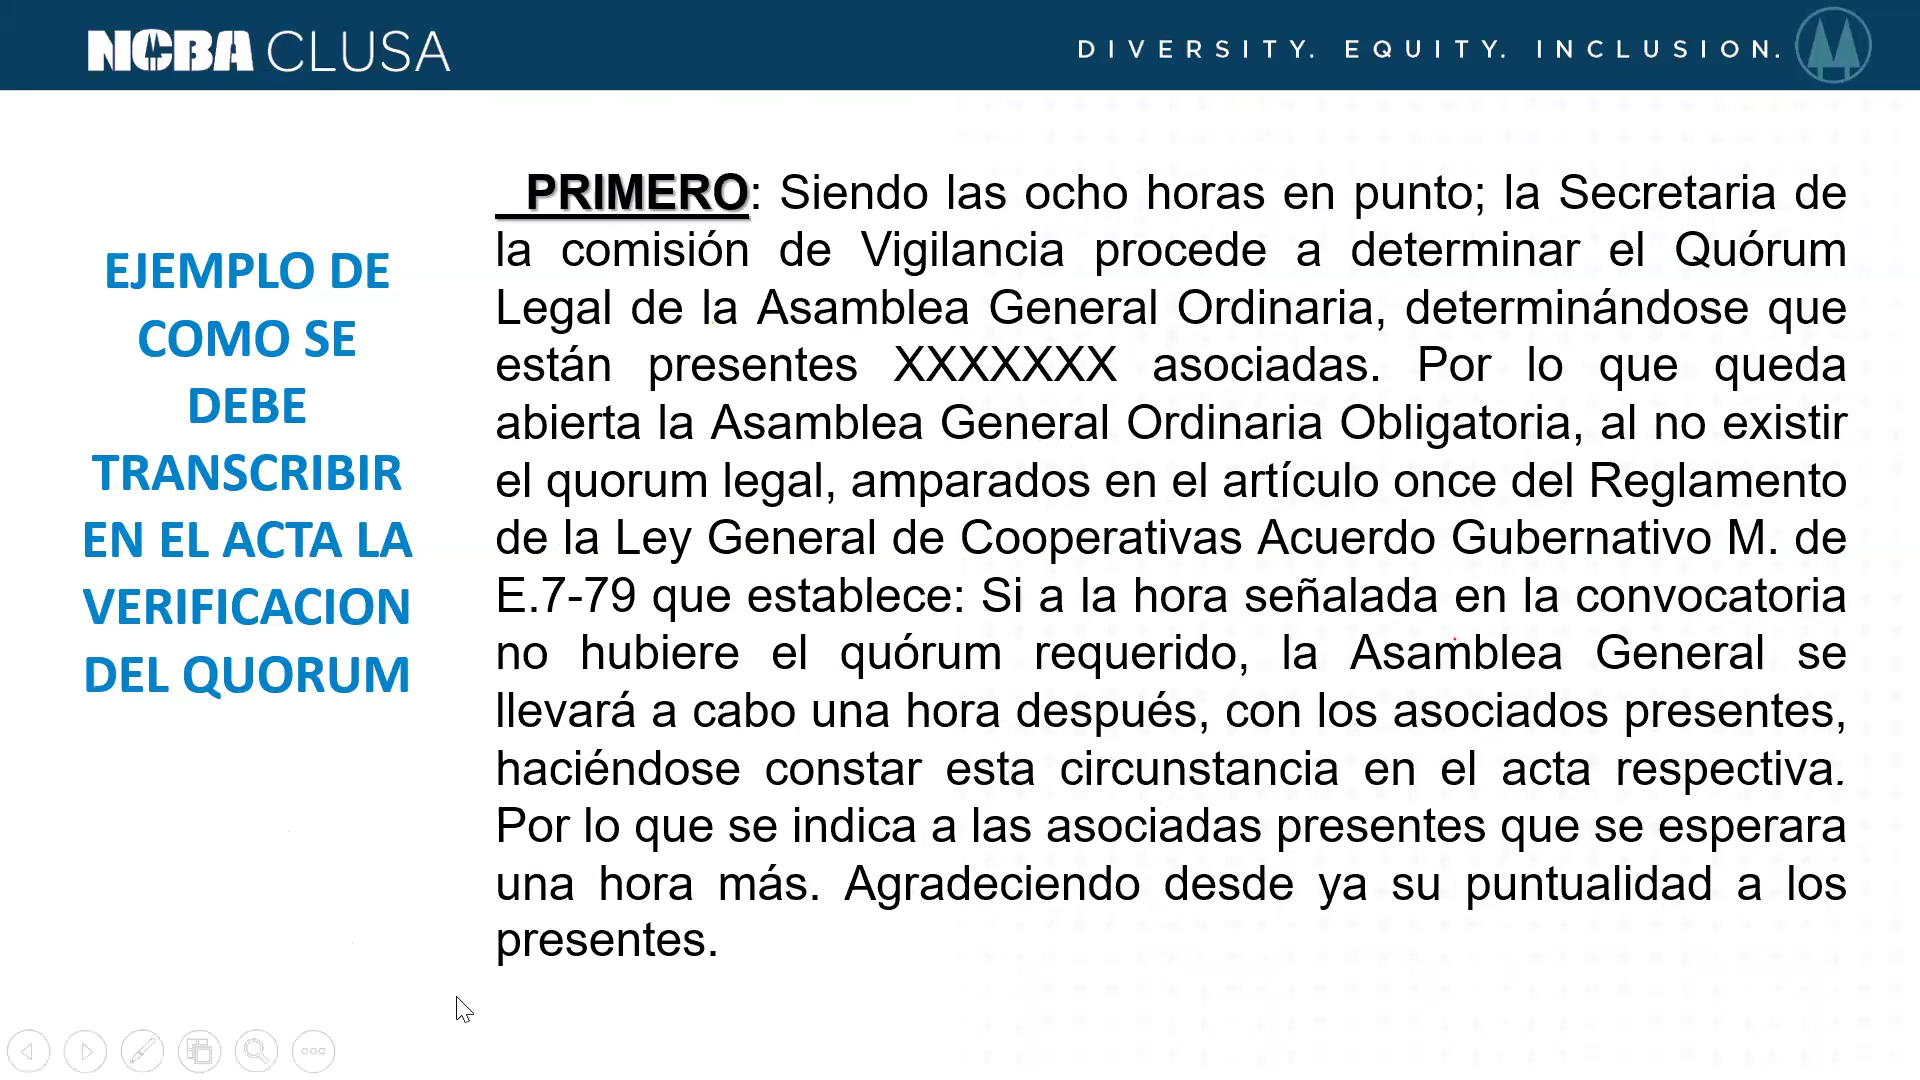 NCBA CLUSA
DIVERSITY. EQUITY. INCLUSION.
EJEMPLO DE
COMO SE
DEBE
TRANSCRIBIR
EN EL ACTA LA
VERIFICACION
DEL QUORUM
PRIMERO: Siendo las ocho horas en punto; la Secretaria de
la comisión de Vigilancia procede a determinar el Quórum
Legal de la Asamblea General Ordinaria, determinándose que
están presentes XXXXXXX asociadas. Por lo que queda
abierta la Asamblea General Ordinaria Obligatoria, al no existir
el quorum legal, amparados en el artículo once del Reglamento
de la Ley General de Cooperativas Acuerdo Gubernativo M. de
E.7-79 que establece: Si a la hora señalada en la convocatoria
no hubiere el quórum requerido, la Asamblea General se
llevará a cabo una hora después, con los asociados presentes,
haciéndose constar esta circunstancia en el acta respectiva.
Por lo que se indica a las asociadas presentes que se esperara
una hora más. Agradeciendo desde ya su puntualidad a los
presentes.